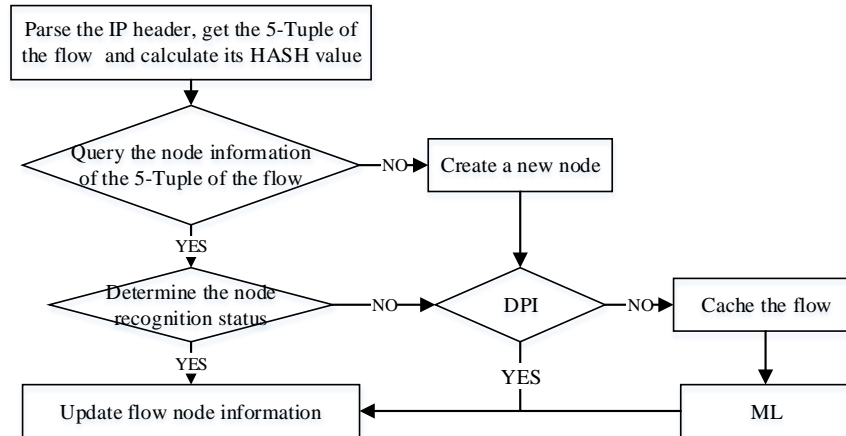 Parse the IP header, get the 5-Tuple of
the flow and calculate its HASH value
Query the node information
of the 5-Tuple of the flow
NO
Create a new node
YES
Determine the node
recognition status
NO
DPI
NO
Cache the flow
YES
YES
Update flow node information
ML